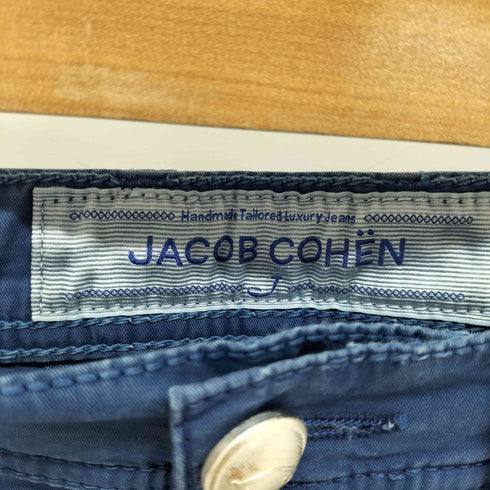 Handmade Tailored Luxury Jeans
JACOB COHËN
J